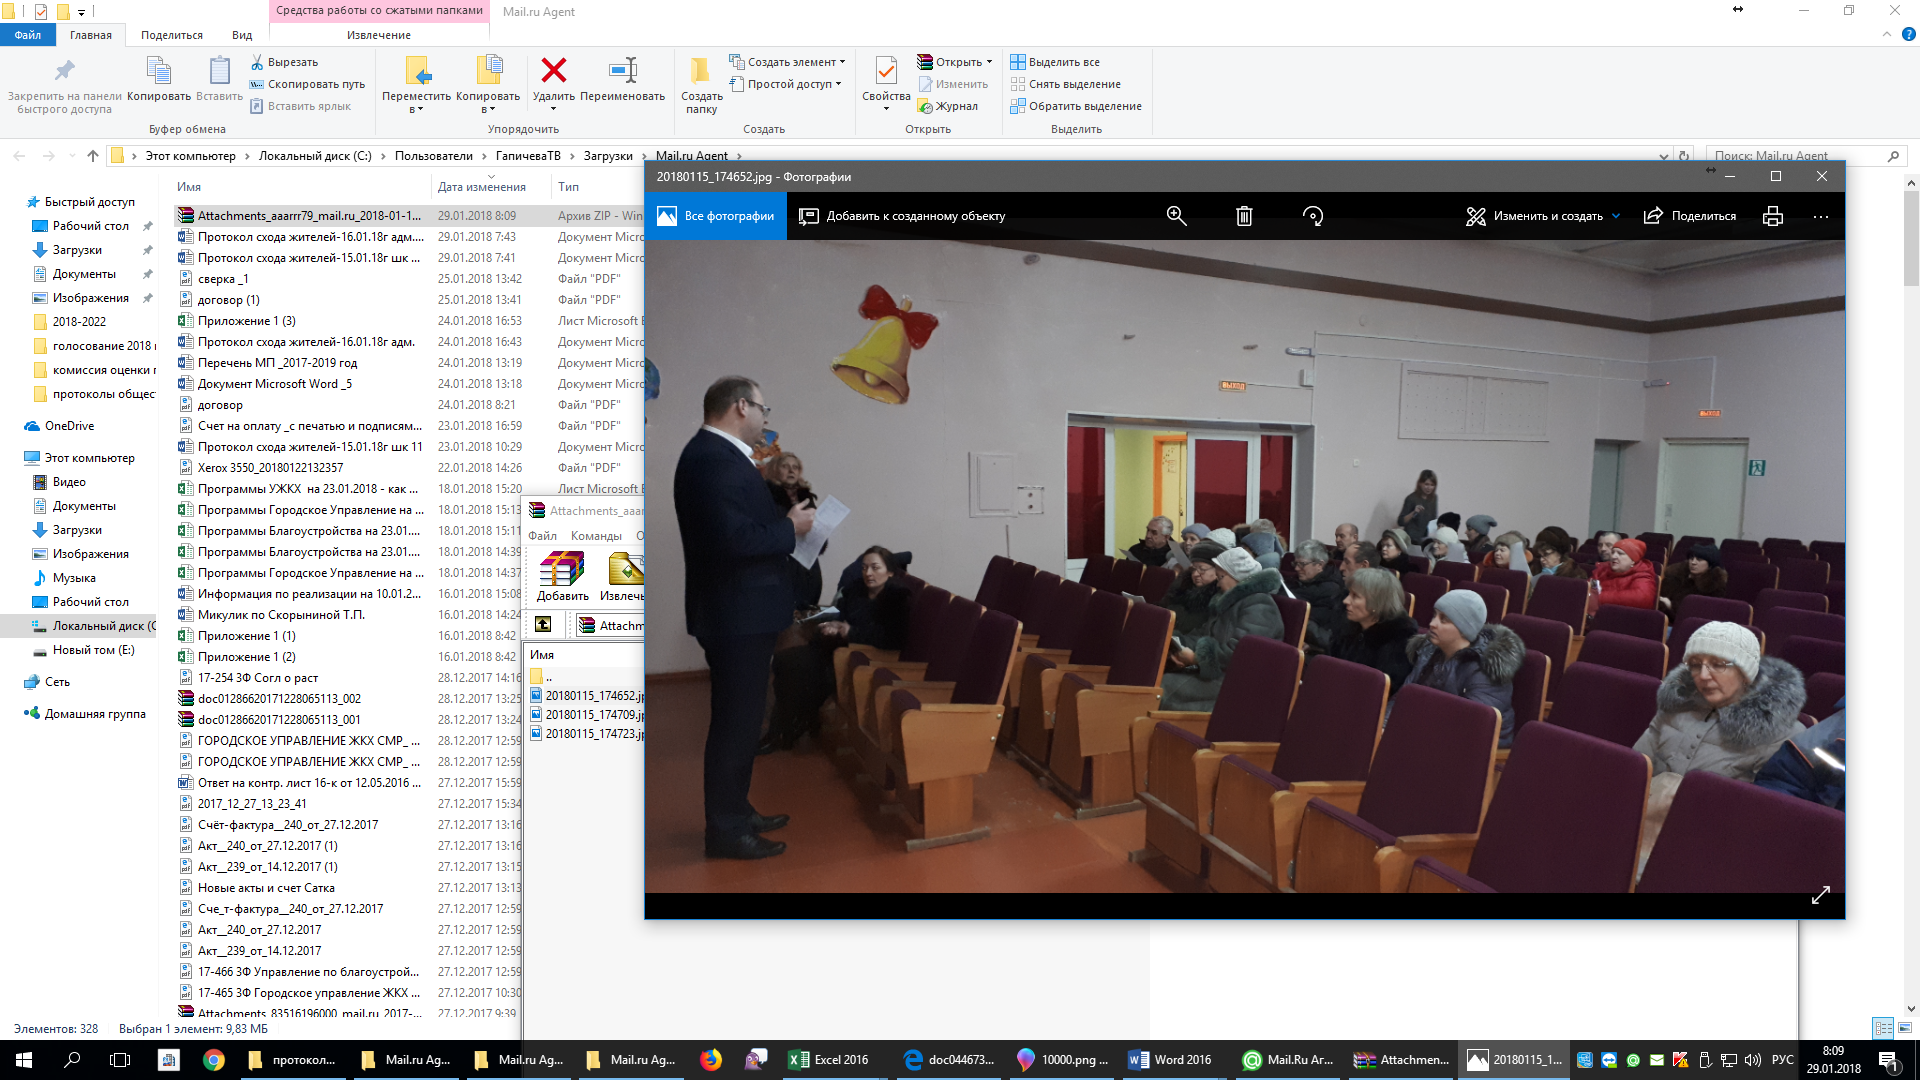 Средства работы со сжатыми папками
Mail.ru Agent
Файл
Главная
Поделиться
Вид
Извлечение
Закрепить на панели быстрого доступа
Копировать
Вставить
Вырезать
Скопировать путь
Вставить ярлык
Переместить в
Копировать в
Удалить
Переименовать
Создать папку
Создать элемент
Простой доступ
Свойства
Открыть
Изменить
Журнал
Выделить все
Снять выделение
Обратить выделение
Буфер обмена
Упорядочить
Создать
Открыть
Выделить
Этот компьютер > Локальный диск (C:) > Пользователи > ГапичеваТВ > Загрузки > Mail.ru Agent >
Поиск: Mail.ru Agent
Быстрый доступ
Рабочий стол
Загрузки
Документы
Изображения
2018-2022
голосование 2018
комиссия оценки
протоколы общес
OneDrive
Этот компьютер
Видео
Документы
Загрузки
Изображения
Музыка
Рабочий стол
Локальный диск (C
Новый том (E:)
Сеть
Домашняя группа
Имя Дата изменения Тип
Attachments_aaarrr79_mail.ru_2018-01-1... 29.01.2018 8:09 Архив ZIP - Win
Протокол схода жителей-16.01.18г адм.... 29.01.2018 7:43 Документ Micro
Протокол схода жителей-15.01.18г шк ... 29.01.2018 7:41 Документ Micro
сверка _1 25.01.2018 13:42 Файл "PDF"
договор (1) 25.01.2018 13:41 Файл "PDF"
Приложение 1 (3) 24.01.2018 16:53 Лист Microsoft E
Протокол схода жителей-16.01.18г адм. 24.01.2018 16:43 Документ Micro
Перечень МП _2017-2019 год 24.01.2018 13:19 Документ Micro
Документ Microsoft Word _5 24.01.2018 13:18 Документ Micro
договор 24.01.2018 8:21 Файл "PDF"
Счет на оплату _с печатью и подписям... 23.01.2018 16:59 Файл "PDF"
Протокол схода жителей-15.01.18г шк 11 23.01.2018 10:29 Документ Micro
Xerox 3550_20180122132357 22.01.2018 14:26 Файл "PDF"
Программы УЖКХ на 23.01.2018 - как ... 18.01.2018 15:20 Лист Microsoft E
Программы Городское Управление на ... 18.01.2018 15:13
Программы Благоустройства на 23.01.... 18.01.2018 15:11
Программы Благоустройства на 23.01.... 18.01.2018 14:39
Программы Городское Управление на ... 18.01.2018 14:37
Информация по реализации на 10.01.2... 16.01.2018 15:08
Микулик по Скорыниной Т.П. 16.01.2018 14:24
Приложение 1 (1) 16.01.2018 8:42
Приложение 1 (2) 16.01.2018 8:42
17-254 ЗФ Согл о раст 28.12.2017 14:16
doc01286620171228065113_002 28.12.2017 13:25
doc01286620171228065113_001 28.12.2017 13:24
ГОРОДСКОЕ УПРАВЛЕНИЕ ЖКХ СМР_ ... 28.12.2017 12:59
ГОРОДСКОЕ УПРАВЛЕНИЕ ЖКХ СМР_ ... 28.12.2017 12:59
Ответ на контр. лист 16-к от 12.05.2016 ... 27.12.2017 15:59
2017_12_27_13_23_41 27.12.2017 15:34
Счёт-фактура__240_от_27.12.2017 27.12.2017 13:16
Акт__240_от_27.12.2017 (1) 27.12.2017 13:16
Акт__239_от_14.12.2017 (1) 27.12.2017 13:15
Новые акты и счет Сатка 27.12.2017 13:13
Сче_т-фактура__240_от_27.12.2017 27.12.2017 12:59
Акт__240_от_27.12.2017 27.12.2017 12:59
Акт__239_от_14.12.2017 27.12.2017 12:59
17-466 ЗФ Управление по благоустрой... 27.12.2017 12:59
17-465 ЗФ Городское управление ЖКХ ... 27.12.2017 10:30
Attachments_83516196000_mail.ru_2017-... 27.12.2017 9:39
Элементов: 328 Выбран 1 элемент: 9,83 МБ
Attachments_aaar
Файл Команды О
Добавить Извлечь
Attachm
Имя
..
20180115_174652.jp
20180115_174709.jp
20180115_174723.jp
20180115_174652.jpg - Фотографии
Все фотографии
Добавить к созданному объекту
Изменить и создать
Поделиться
ВЫХОД
протокол...
Mail.ru Ag...
Mail.ru Ag...
Mail.ru Ag...
Excel 2016
doc044673...
10000.png ...
Word 2016
Mail.Ru Аг...
Attachmen...
20180115_1...
РУС
8:09
29.01.2018
1